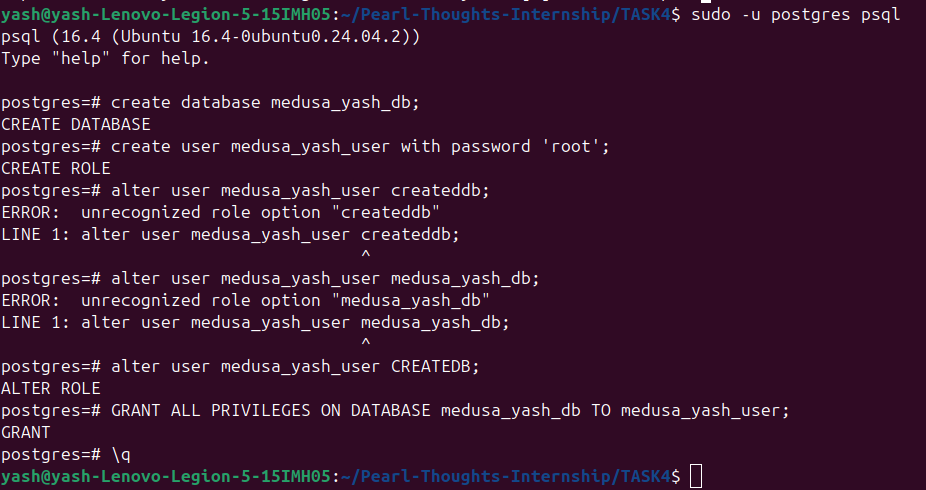 yash@yash-Lenovo-Legion-5-15IMH05:~/Pearl-Thoughts-Internship/TASK4$ sudo -u postgres psql
psql (16.4 (Ubuntu 16.4-0ubuntu0.24.04.2))
Type "help" for help.

postgres=# create database medusa_yash_db;
CREATE DATABASE
postgres=# create user medusa_yash_user with password 'root';
CREATE ROLE
postgres=# alter user medusa_yash_user createddb;
ERROR:  unrecognized role option "createddb"
LINE 1: alter user medusa_yash_user createddb;
                                    ^
postgres=# alter user medusa_yash_user medusa_yash_db;
ERROR:  unrecognized role option "medusa_yash_db"
LINE 1: alter user medusa_yash_user medusa_yash_db;
                                    ^
postgres=# alter user medusa_yash_user CREATEDB;
ALTER ROLE
postgres=# GRANT ALL PRIVILEGES ON DATABASE medusa_yash_db TO medusa_yash_user;
GRANT
postgres=# \q
yash@yash-Lenovo-Legion-5-15IMH05:~/Pearl-Thoughts-Internship/TASK4$